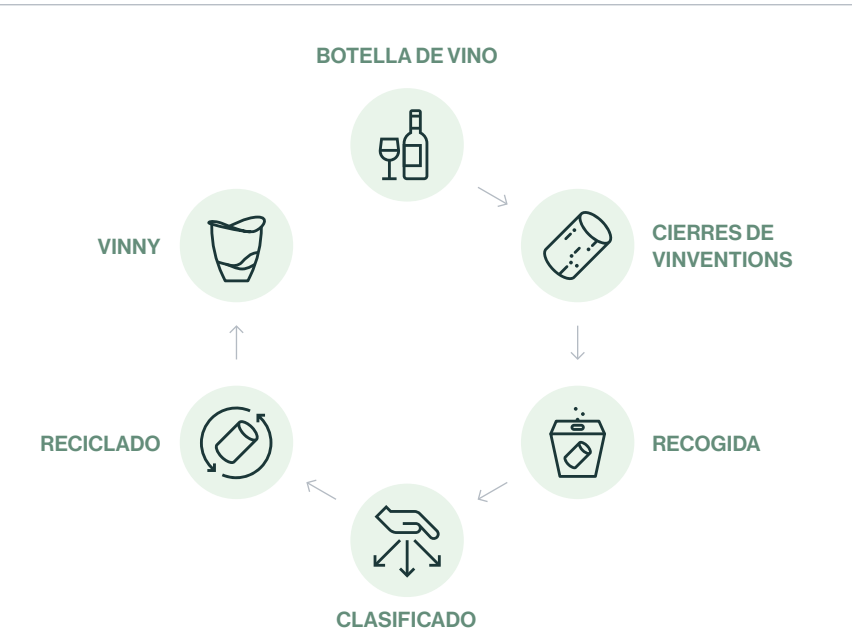 BOTELLA DE VINO
CIERRES DE
VINVENTIONS
RECOGIDA
CLASIFICADO
RECICLADO
VINNY